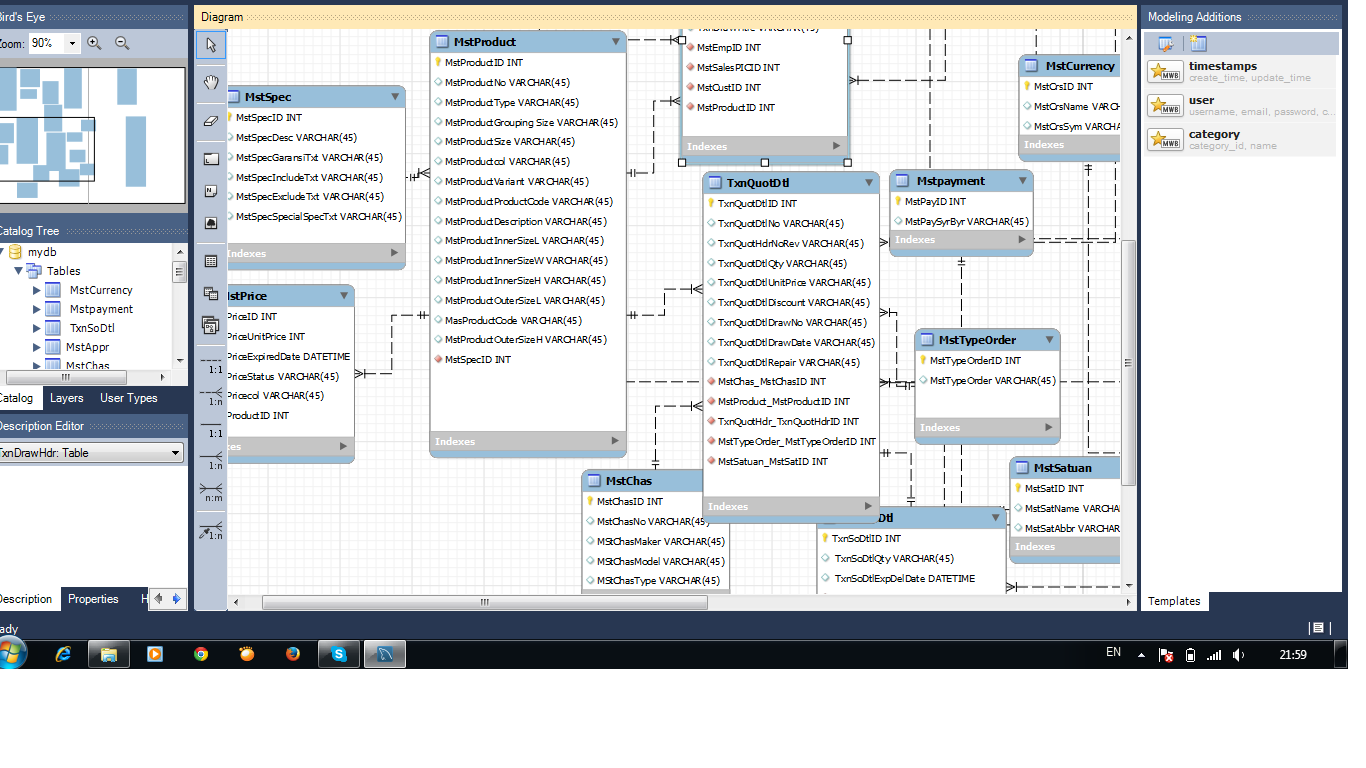 Bird's Eye
Zoom: 90%
Catalog Tree
mydb
Tables
MstCurrency
Mstpayment
TxnSoDtl
MstAppr
MstChas
Catalog Layers User Types
Description Editor
TxnDrawHdr: Table
Description Properties H
Ready
Diagram
1:1
1:n
1:1
1:n
n:m
1:n
MstSpec
MstSpecID INT
MstSpecDesc VARCHAR(45)
MstSpecGaransiTxt VARCHAR(45)
MstSpecIncludeTxt VARCHAR(45)
MstSpecExcludeTxt VARCHAR(45)
MstSpecSpecialSpecTxt VARCHAR(45)
Indexes
MstPrice
PriceID INT
PriceUnitPrice INT
PriceExpiredDate DATETIME
PriceStatus VARCHAR(45)
Pricecol VARCHAR(45)
ProductID INT
MstProduct
MstProductID INT
MstProductNo VARCHAR(45)
MstProductType VARCHAR(45)
MstProductGrouping Size VARCHAR(45)
MstProductSize VARCHAR(45)
MstProductcol VARCHAR(45)
MstProductVariant VARCHAR(45)
MstProductProductCode VARCHAR(45)
MstProductDescription VARCHAR(45)
MstProductInnerSizeL VARCHAR(45)
MstProductInnerSizeW VARCHAR(45)
MstProductInnerSizeH VARCHAR(45)
MstProductOuterSizeL VARCHAR(45)
MasProductCode VARCHAR(45)
MstProductOuterSizeH VARCHAR(45)
MstSpecID INT
Indexes
MstEmpID INT
MstSalesPICID INT
MstCustID INT
MstProductID INT
Indexes
TxnQuotDtl
TxnQuotDtlID INT
TxnQuotDtlNo VARCHAR(45)
TxnQuotHdrNoRev VARCHAR(45)
TxnQuotDtlQty VARCHAR(45)
TxnQuotDtlUnitPrice VARCHAR(45)
TxnQuotDtlDiscount VARCHAR(45)
TxnQuotDtlDrawNo VARCHAR(45)
TxnQuotDtlDrawDate VARCHAR(45)
TxnQuotDtlRepair VARCHAR(45)
MstChas_MstChasID INT
MstProduct_MstProductID INT
TxnQuotHdr_TxnQuotHdrID INT
MstTypeOrder_MstTypeOrderID INT
MstSatuan_MstSatID INT
Indexes
MstChas
MstChasID INT
MStChasNo VARCHAR(45)
MStChasMaker VARCHAR(45)
MStChasModel VARCHAR(45)
MStChasType VARCHAR(45)
Mstpayment
MstPayID INT
MstPaySyrByr VARCHAR(45)
Indexes
MstCurrency
MstCrsID INT
MstCrsName VARCH
MstCrsSym VARCHA
Indexes
MstTypeOrder
MstTypeOrderID INT
MstTypeOrder VARCHAR(45)
Indexes
MstSatuan
MstSatID INT
MstSatName VARCHA
MstSatAbbr VARCHAR
Indexes
Dtl
TxnSoDtlID INT
TxnSoDtlQty VARCHAR(45)
TxnSoDtlExpDelDate DATETIME
Modeling Additions
timestamps
create_time, update_time
user
username, email, password, c...
category
category_id, name
Templates
EN
21:59